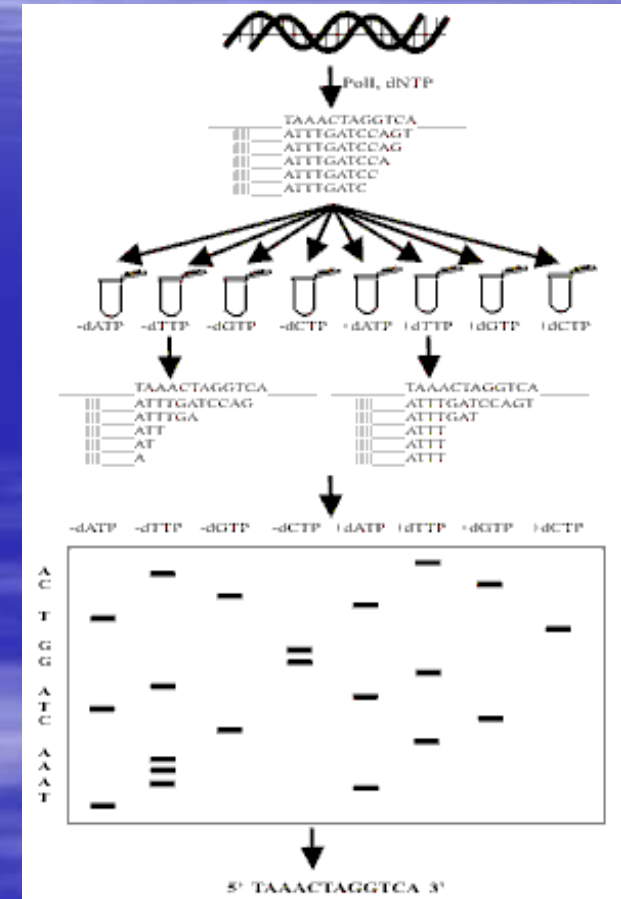 PolI, dNTP
TAAACTAGGTCA
ATTTGATCCAGT
ATTTGATCCAG
ATTTGATCCA
ATTTGATCC
ATTTGATC
-dATP -dTTP -dGTP -dCTP +dATP +dTTP +dGTP +dCTP
TAAACTAGGTCA TAAACTAGGTCA
ATTTGATCCAG ATTTGATCCAGT
ATTTGA ATTTGAT
ATT ATTT
AT ATTT
A ATTT
-dATP -dTTP -dGTP -dCTP +dATP +dTTP +dGTP +dCTP
A
C
T
G
G
A
T
C
A
A
A
T
5' TAAACTAGGTCA 3'